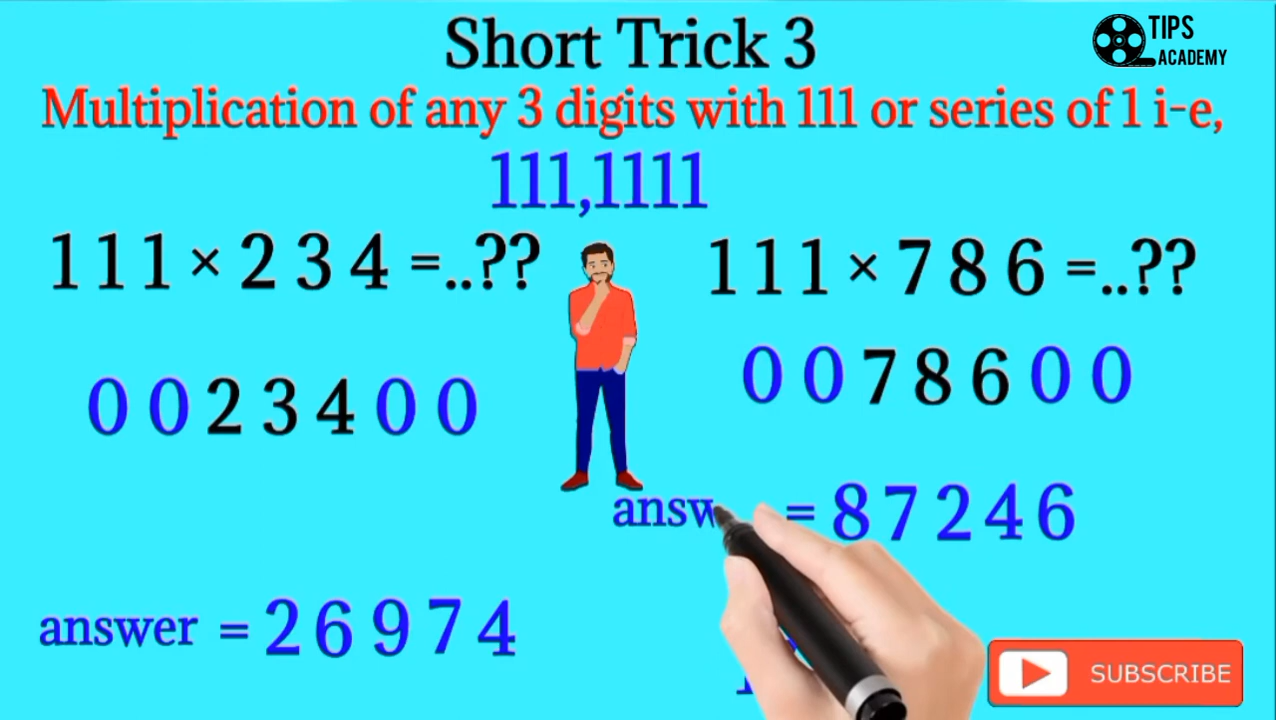 Short Trick 3
TIPS
ACADEMY
Multiplication of any 3 digits with 111 or series of 1 i-e,
111,1111
1 1 1 × 2 3 4 =..??
1 1 1 × 7 8 6 =..??
0 0 2 3 4 0 0
0 0 7 8 6 0 0
answ = 8 7 2 4 6
answer = 2 6 9 7 4
SUBSCRIBE